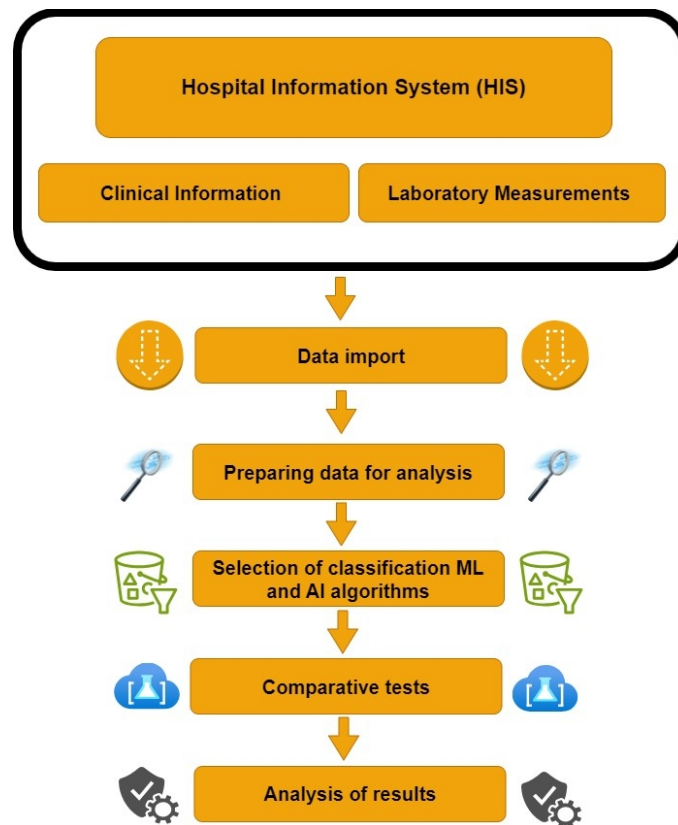 Hospital Information System (HIS)
Clinical Information
Laboratory Measurements
Data import
Preparing data for analysis
Selection of classification ML
and AI algorithms
Comparative tests
Analysis of results